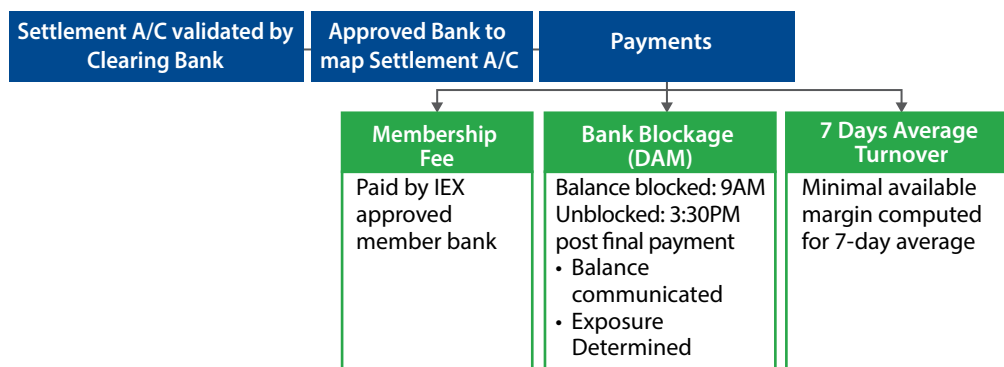 Settlement A/C validated by
Clearing Bank
Approved Bank to
map Settlement A/C
Payments
Membership
Fee
Paid by IEX
approved
member bank
Bank Blockage
(DAM)
Balance blocked: 9AM
Unblocked: 3:30PM
post final payment
• Balance
communicated
• Exposure
Determined
7 Days Average
Turnover
Minimal available
margin computed
for 7-day average